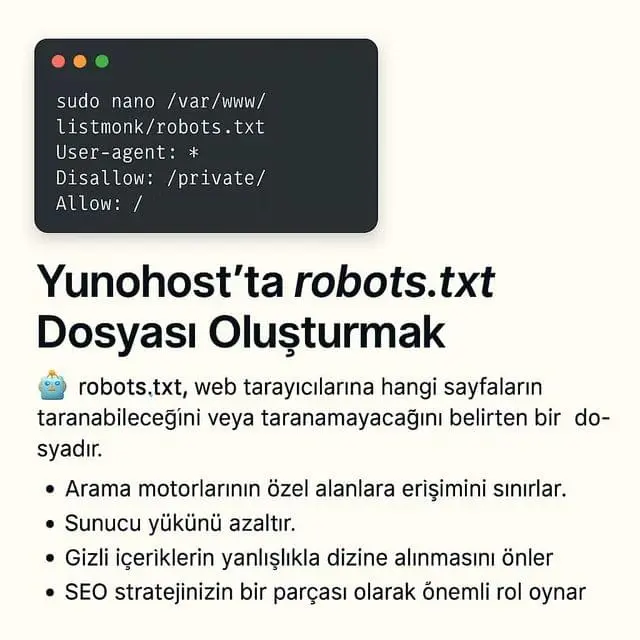 sudo nano /var/www/
listmonk/robots.txt
User-agent: *
Disallow: /private/
Allow: /
Yunohost’ta robots.txt
Dosyası Oluşturmak
robots.txt, web tarayıcılarına hangi sayfaların
taranabileceğini veya taranamayacağını belirten bir do-
syadır.
• Arama motorlarının özel alanlara erişimini sınırlar.
• Sunucu yükünü azaltır.
• Gizli içeriklerin yanlışlıkla dizine alınmasını önler
• SEO stratejinizin bir parçası olarak önemli rol oynar